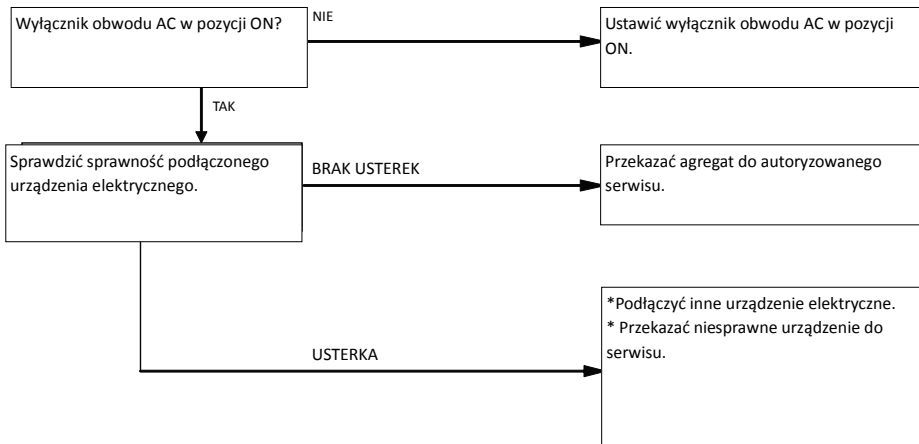 Wyłącznik obwodu AC w pozycji ON?
NIE
Ustawić wyłącznik obwodu AC w pozycji
ON.
TAK
Sprawdzić sprawność podłączonego
urządzenia elektrycznego.
BRAK USTEREK
Przekazać agregat do autoryzowanego
serwisu.
*Podłączyć inne urządzenie elektryczne.
* Przekazać niesprawne urządzenie do
serwisu.
USTERKA